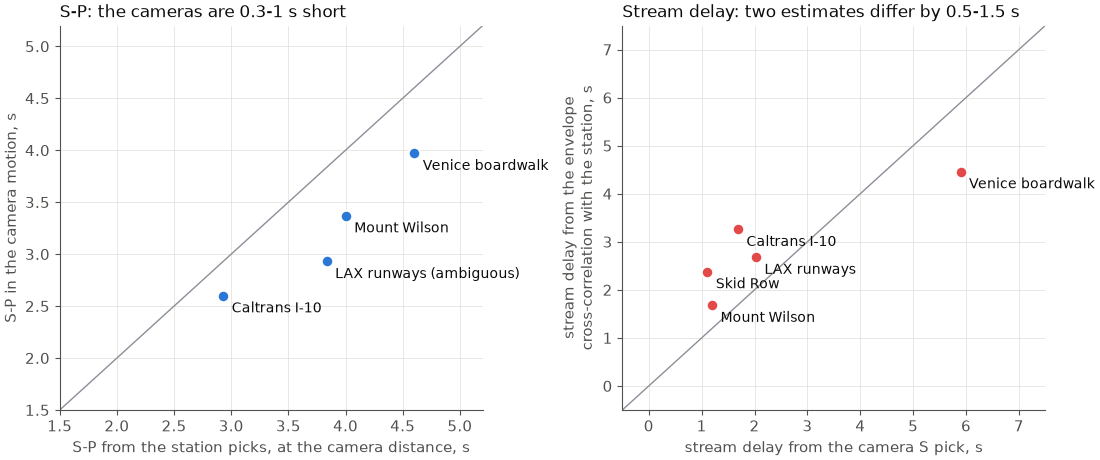 S-P: the cameras are 0.3-1 s short
S-P in the camera motion, s
5.0
4.5
4.0
3.5
3.0
2.5
2.0
1.5
Venice boardwalk
Mount Wilson
LAX runways (ambiguous)
Caltrans I-10
1.5 2.0 2.5 3.0 3.5 4.0 4.5 5.0
S-P from the station picks, at the camera distance, s
Stream delay: two estimates differ by 0.5-1.5 s
stream delay from the envelope
cross-correlation with the station, s
7
6
5
4
3
2
1
0
Venice boardwalk
Caltrans I-10
LAX runways
Skid Row
Mount Wilson
0 1 2 3 4 5 6 7
stream delay from the camera S pick, s